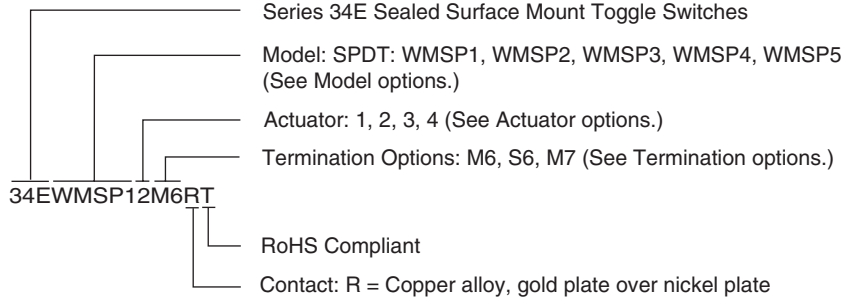 Series 34E Sealed Surface Mount Toggle Switches
Model: SPDT: WMSP1, WMSP2, WMSP3, WMSP4, WMSP5
(See Model options.)
Actuator: 1, 2, 3, 4 (See Actuator options.)
Termination Options: M6, S6, M7 (See Termination options.)
34EWMSP12M6RT
RoHS Compliant
Contact: R = Copper alloy, gold plate over nickel plate